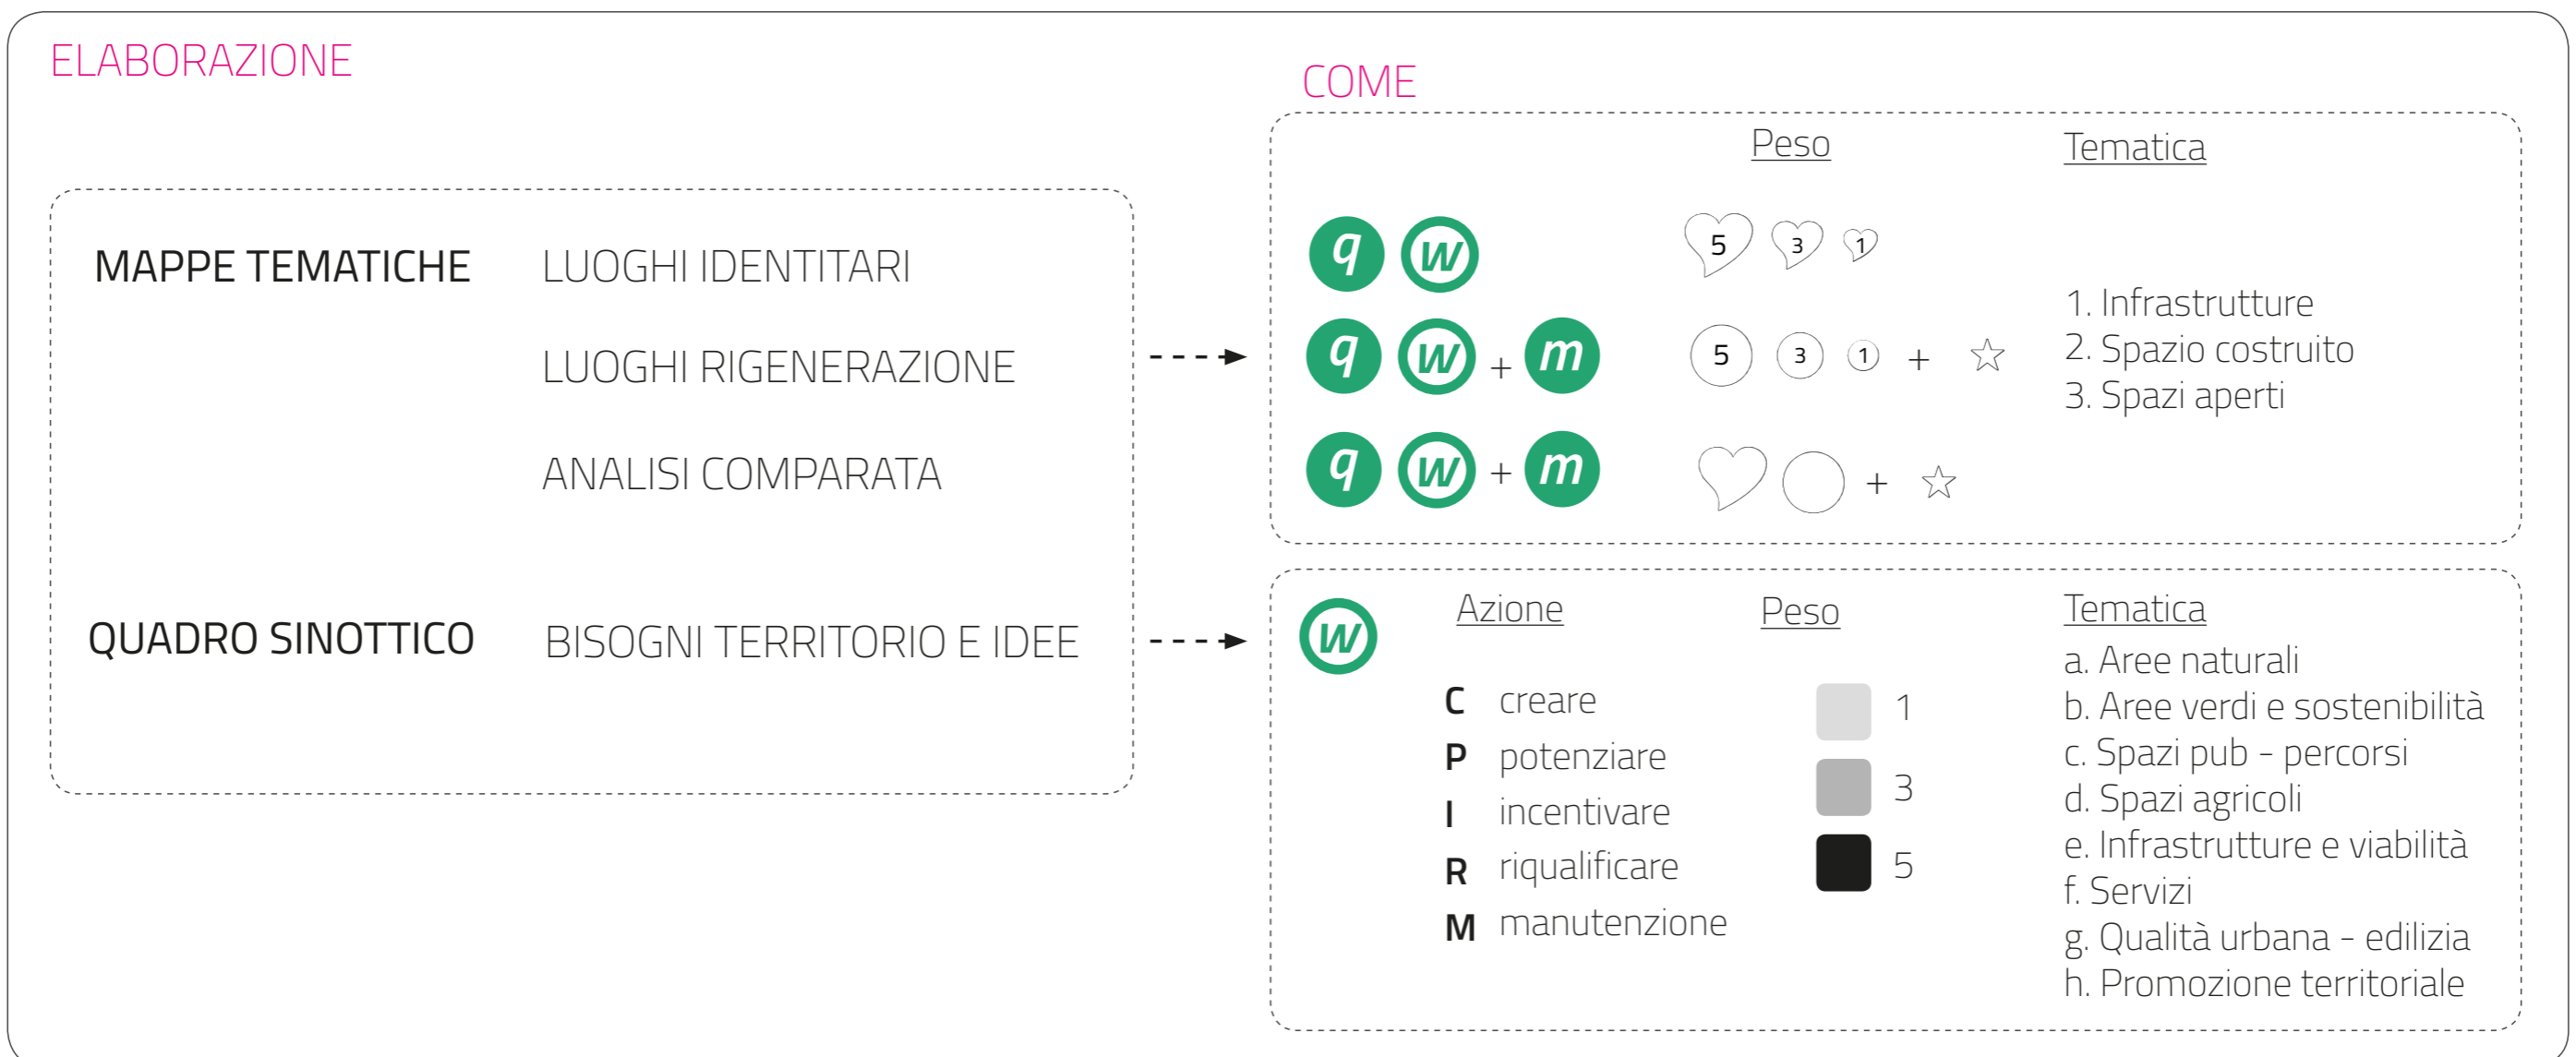 ELABORAZIONE
MAPPE TEMATICHE LUOGHI IDENTITARI
LUOGHI RIGENERAZIONE
ANALISI COMPARATA
QUADRO SINOTTICO BISOGNI TERRITORIO E IDEE
COME
Peso Tematica
q w 5 3 1
q w + m 5 3 1 +
q w + m +
1. Infrastrutture
2. Spazio costruito
3. Spazi aperti
w Azione Peso Tematica
C creare
P potenziare
I incentivare
R riqualificare
M manutenzione
1
3
5
a. Aree naturali
b. Aree verdi e sostenibilità
c. Spazi pub - percorsi
d. Spazi agricoli
e. Infrastrutture e viabilità
f. Servizi
g. Qualità urbana - edilizia
h. Promozione territoriale